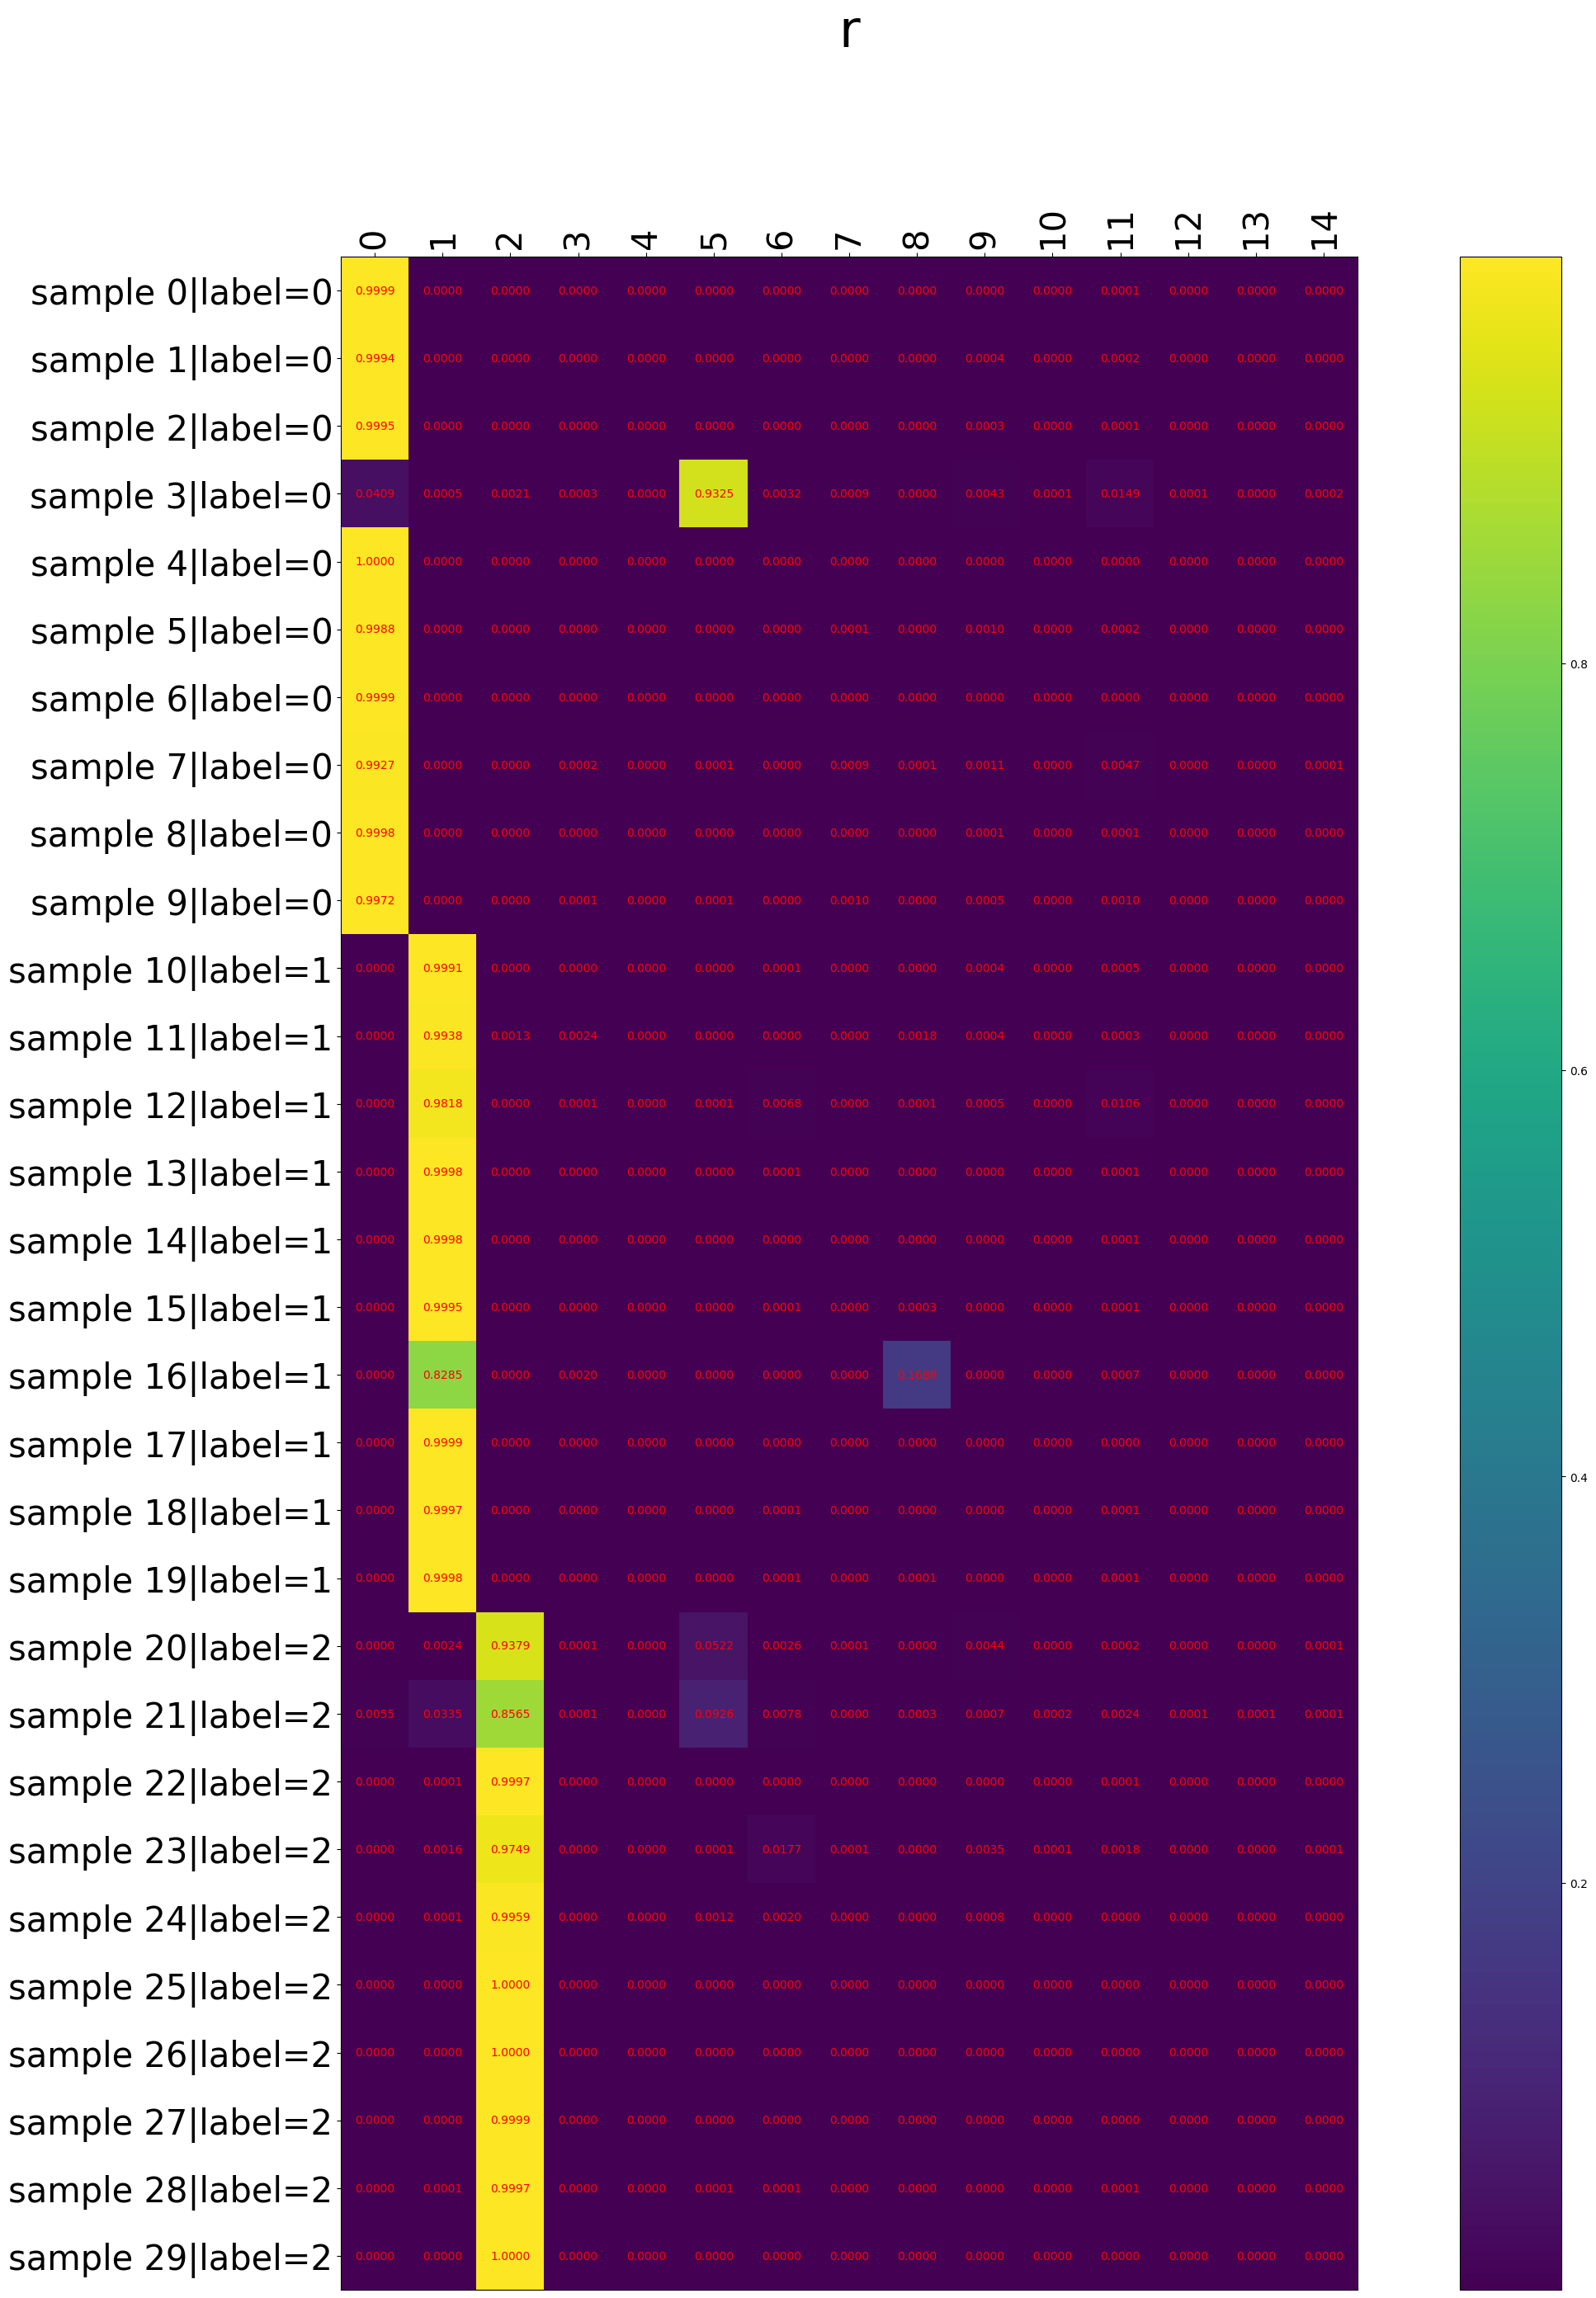 r
0 1 2 3 4 5 6 7 8 9 10 11 12 13 14
sample 0|label=0 0.9999 0.0000 0.0000 0.0000 0.0000 0.0000 0.0000 0.0000 0.0000 0.0000 0.0000 0.0001 0.0000 0.0000 0.0000
sample 1|label=0 0.9994 0.0000 0.0000 0.0000 0.0000 0.0000 0.0000 0.0000 0.0000 0.0004 0.0000 0.0002 0.0000 0.0000 0.0000
sample 2|label=0 0.9995 0.0000 0.0000 0.0000 0.0000 0.0000 0.0000 0.0000 0.0000 0.0003 0.0000 0.0001 0.0000 0.0000 0.0000
sample 3|label=0 0.0409 0.0005 0.0021 0.0003 0.0000 0.9325 0.0032 0.0009 0.0000 0.0043 0.0001 0.0149 0.0001 0.0000 0.0002
sample 4|label=0 1.0000 0.0000 0.0000 0.0000 0.0000 0.0000 0.0000 0.0000 0.0000 0.0000 0.0000 0.0000 0.0000 0.0000 0.0000
sample 5|label=0 0.9988 0.0000 0.0000 0.0000 0.0000 0.0000 0.0000 0.0001 0.0000 0.0010 0.0000 0.0002 0.0000 0.0000 0.0000
0.8
sample 6|label=0 0.9999 0.0000 0.0000 0.0000 0.0000 0.0000 0.0000 0.0000 0.0000 0.0000 0.0000 0.0000 0.0000 0.0000 0.0000
sample 7|label=0 0.9927 0.0000 0.0000 0.0002 0.0000 0.0001 0.0000 0.0009 0.0001 0.0011 0.0000 0.0047 0.0000 0.0000 0.0001
sample 8|label=0 0.9998 0.0000 0.0000 0.0000 0.0000 0.0000 0.0000 0.0000 0.0000 0.0001 0.0000 0.0001 0.0000 0.0000 0.0000
sample 9|label=0 0.9972 0.0000 0.0000 0.0001 0.0000 0.0001 0.0000 0.0010 0.0000 0.0005 0.0000 0.0010 0.0000 0.0000 0.0000
sample 10|label=1 0.0000 0.9991 0.0000 0.0000 0.0000 0.0000 0.0001 0.0000 0.0000 0.0004 0.0000 0.0005 0.0000 0.0000 0.0000
sample 11|label=1 0.0000 0.9938 0.0013 0.0024 0.0000 0.0000 0.0000 0.0000 0.0018 0.0004 0.0000 0.0003 0.0000 0.0000 0.0000
0.6
sample 12|label=1 0.0000 0.9818 0.0000 0.0001 0.0000 0.0001 0.0068 0.0000 0.0001 0.0005 0.0000 0.0106 0.0000 0.0000 0.0000
sample 13|label=1 0.0000 0.9998 0.0000 0.0000 0.0000 0.0000 0.0001 0.0000 0.0000 0.0000 0.0000 0.0001 0.0000 0.0000 0.0000
sample 14|label=1 0.0000 0.9998 0.0000 0.0000 0.0000 0.0000 0.0000 0.0000 0.0000 0.0000 0.0000 0.0001 0.0000 0.0000 0.0000
sample 15|label=1 0.0000 0.9995 0.0000 0.0000 0.0000 0.0000 0.0001 0.0000 0.0003 0.0000 0.0000 0.0001 0.0000 0.0000 0.0000
sample 16|label=1 0.0000 0.8285 0.0000 0.0020 0.0000 0.0000 0.0000 0.0000 0.0000 0.0000 0.0007 0.0000 0.0000 0.0000
sample 17|label=1 0.0000 0.9999 0.0000 0.0000 0.0000 0.0000 0.0000 0.0000 0.0000 0.0000 0.0000 0.0000 0.0000 0.0000 0.0000
0.4
sample 18|label=1 0.0000 0.9997 0.0000 0.0000 0.0000 0.0000 0.0001 0.0000 0.0000 0.0000 0.0000 0.0001 0.0000 0.0000 0.0000
sample 19|label=1 0.0000 0.9998 0.0000 0.0000 0.0000 0.0000 0.0001 0.0000 0.0001 0.0000 0.0000 0.0001 0.0000 0.0000 0.0000
sample 20|label=2 0.0000 0.0024 0.9379 0.0001 0.0000 0.0522 0.0026 0.0001 0.0000 0.0044 0.0000 0.0002 0.0000 0.0000 0.0001
sample 21|label=2 0.0055 0.0335 0.8565 0.0001 0.0000 0.0926 0.0078 0.0000 0.0003 0.0007 0.0002 0.0024 0.0001 0.0001 0.0001
sample 22|label=2 0.0000 0.0001 0.9997 0.0000 0.0000 0.0000 0.0000 0.0000 0.0000 0.0000 0.0000 0.0001 0.0000 0.0000 0.0000
sample 23|label=2 0.0000 0.0016 0.9749 0.0000 0.0000 0.0001 0.0177 0.0001 0.0000 0.0035 0.0001 0.0018 0.0000 0.0000 0.0001
0.2
sample 24|label=2 0.0000 0.0001 0.9959 0.0000 0.0000 0.0012 0.0020 0.0000 0.0000 0.0008 0.0000 0.0000 0.0000 0.0000 0.0000
sample 25|label=2 0.0000 0.0000 1.0000 0.0000 0.0000 0.0000 0.0000 0.0000 0.0000 0.0000 0.0000 0.0000 0.0000 0.0000 0.0000
sample 26|label=2 0.0000 0.0000 1.0000 0.0000 0.0000 0.0000 0.0000 0.0000 0.0000 0.0000 0.0000 0.0000 0.0000 0.0000 0.0000
sample 27|label=2 0.0000 0.0000 0.9999 0.0000 0.0000 0.0000 0.0000 0.0000 0.0000 0.0000 0.0000 0.0000 0.0000 0.0000 0.0000
sample 28|label=2 0.0000 0.0001 0.9997 0.0000 0.0000 0.0001 0.0001 0.0000 0.0000 0.0000 0.0000 0.0001 0.0000 0.0000 0.0000
sample 29|label=2 0.0000 0.0000 1.0000 0.0000 0.0000 0.0000 0.0000 0.0000 0.0000 0.0000 0.0000 0.0000 0.0000 0.0000 0.0000